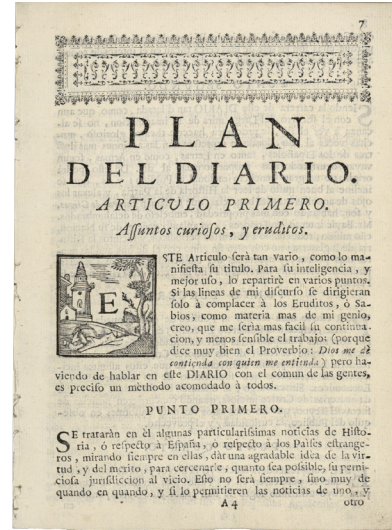 7
PLAN
DEL DIARIO.
ARTICVLO PRIMERO.
Aſſuntos curioſos, y eruditos.
ESTE Articulo ſerà tan vario, como lo ma-
nifieſta ſu titulo. Para ſu inteligencia, y
mejor uſo, lo repartirè en varios puntos.
Si las lineas de mi diſcurſo ſe dirigieran
ſolo à complacer à los Eruditos, ò Sa-
bios, como materia mas de mi genio,
creo, que me ſeria mas facil ſu continua-
cion, y menos ſenſible el trabajo; (porque
dice muy bien el Proverbio: Dios me dè
contienda con quien me entienda) pero ha-
viendo de hablar en eſte DIARIO con el comun de las gentes,
es preciſo un mèthodo acomodado à todos.
PUNTO PRIMERO.
SE trataràn en èl algunas particulariſsimas noticias de Hiſto-
ria, ò reſpecto à Eſpaña, ò reſpecto à los Paìſes eſtrange-
ros, mirando ſiempre en ellas, dàr una agradable idea de la vir-
tud, y del merito, para cercenarle, quanto ſea poſsible, ſu perni-
cioſa juriſdiccion al vicio. Eſto no ſerà ſiempre, ſino muy de
quando en quando, y ſi lo permitieren las noticias de uno, y
A 4
otro